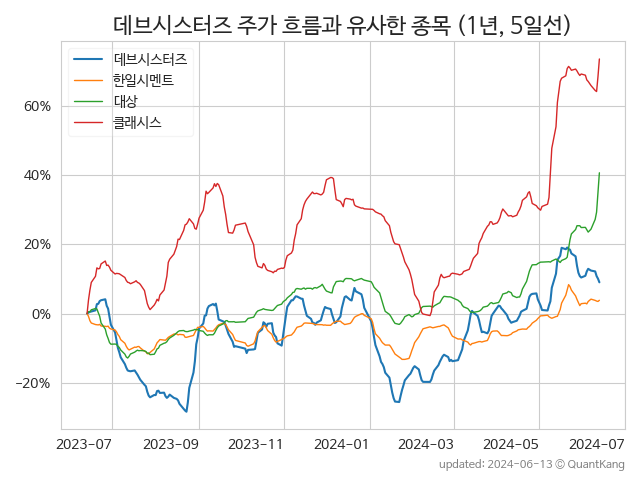 데브시스터즈 주가 흐름과 유사한 종목 (1년, 5일선)
데브시스터즈
한일시멘트
대상
클래시스
60%
40%
20%
0%
−20%
2023-07 2023-09 2023-11 2024-01 2024-03 2024-05 2024-07
updated: 2024-06-13 © QuantKang